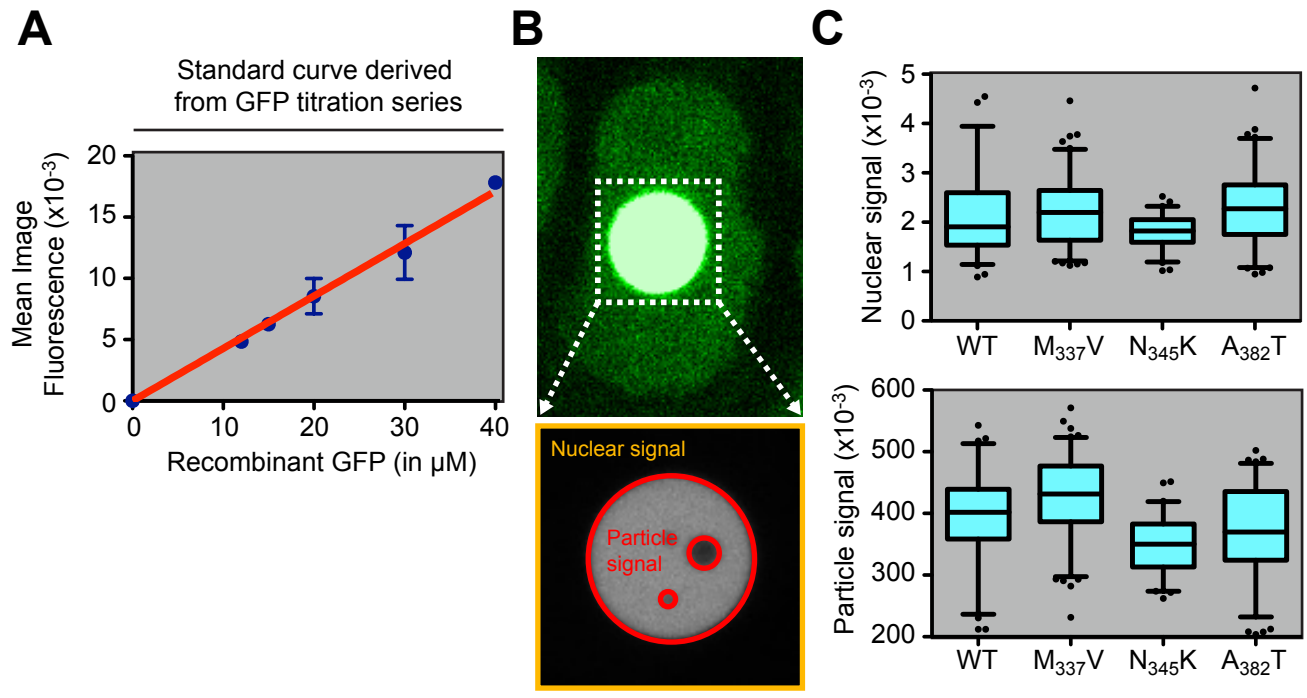 A
Standard curve derived
from GFP titration series
Mean Image
Fluorescence (x10⁻³)
20
15
10
5
0
0
10
20
30
40
Recombinant GFP (in µM)
B
Nuclear signal
Particle
signal
C
Nuclear signal (x10⁻³)
5
4
3
2
1
0
WT
M₃₃₇V
N₃₄₅K
A₃₈₂T
Particle signal (x10⁻³)
600
500
400
300
200
WT
M₃₃₇V
N₃₄₅K
A₃₈₂T